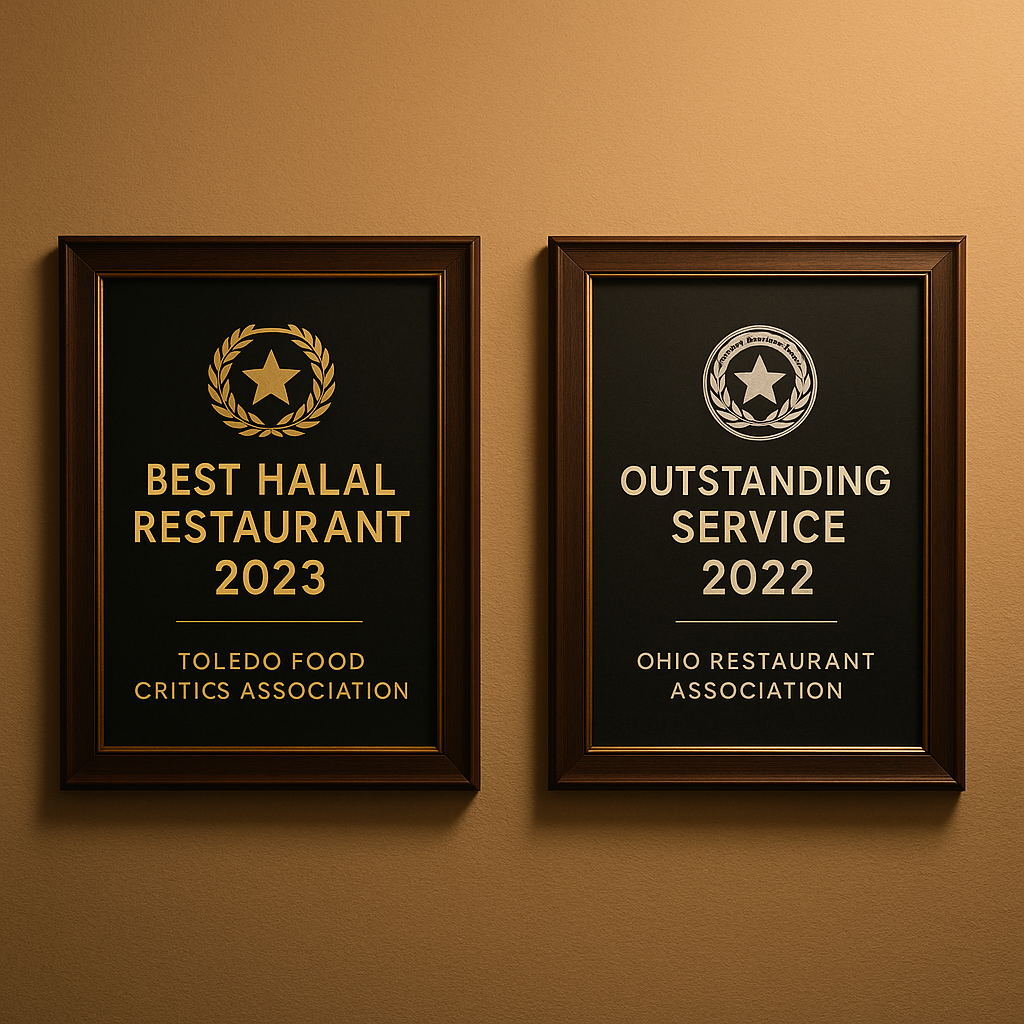 BEST HALAL
RESTAURANT
2023
TOLEDO FOOD
CRITICS ASSOCIATION
OUTSTANDING
SERVICE
2022
OHIO RESTAURANT
ASSOCIATION